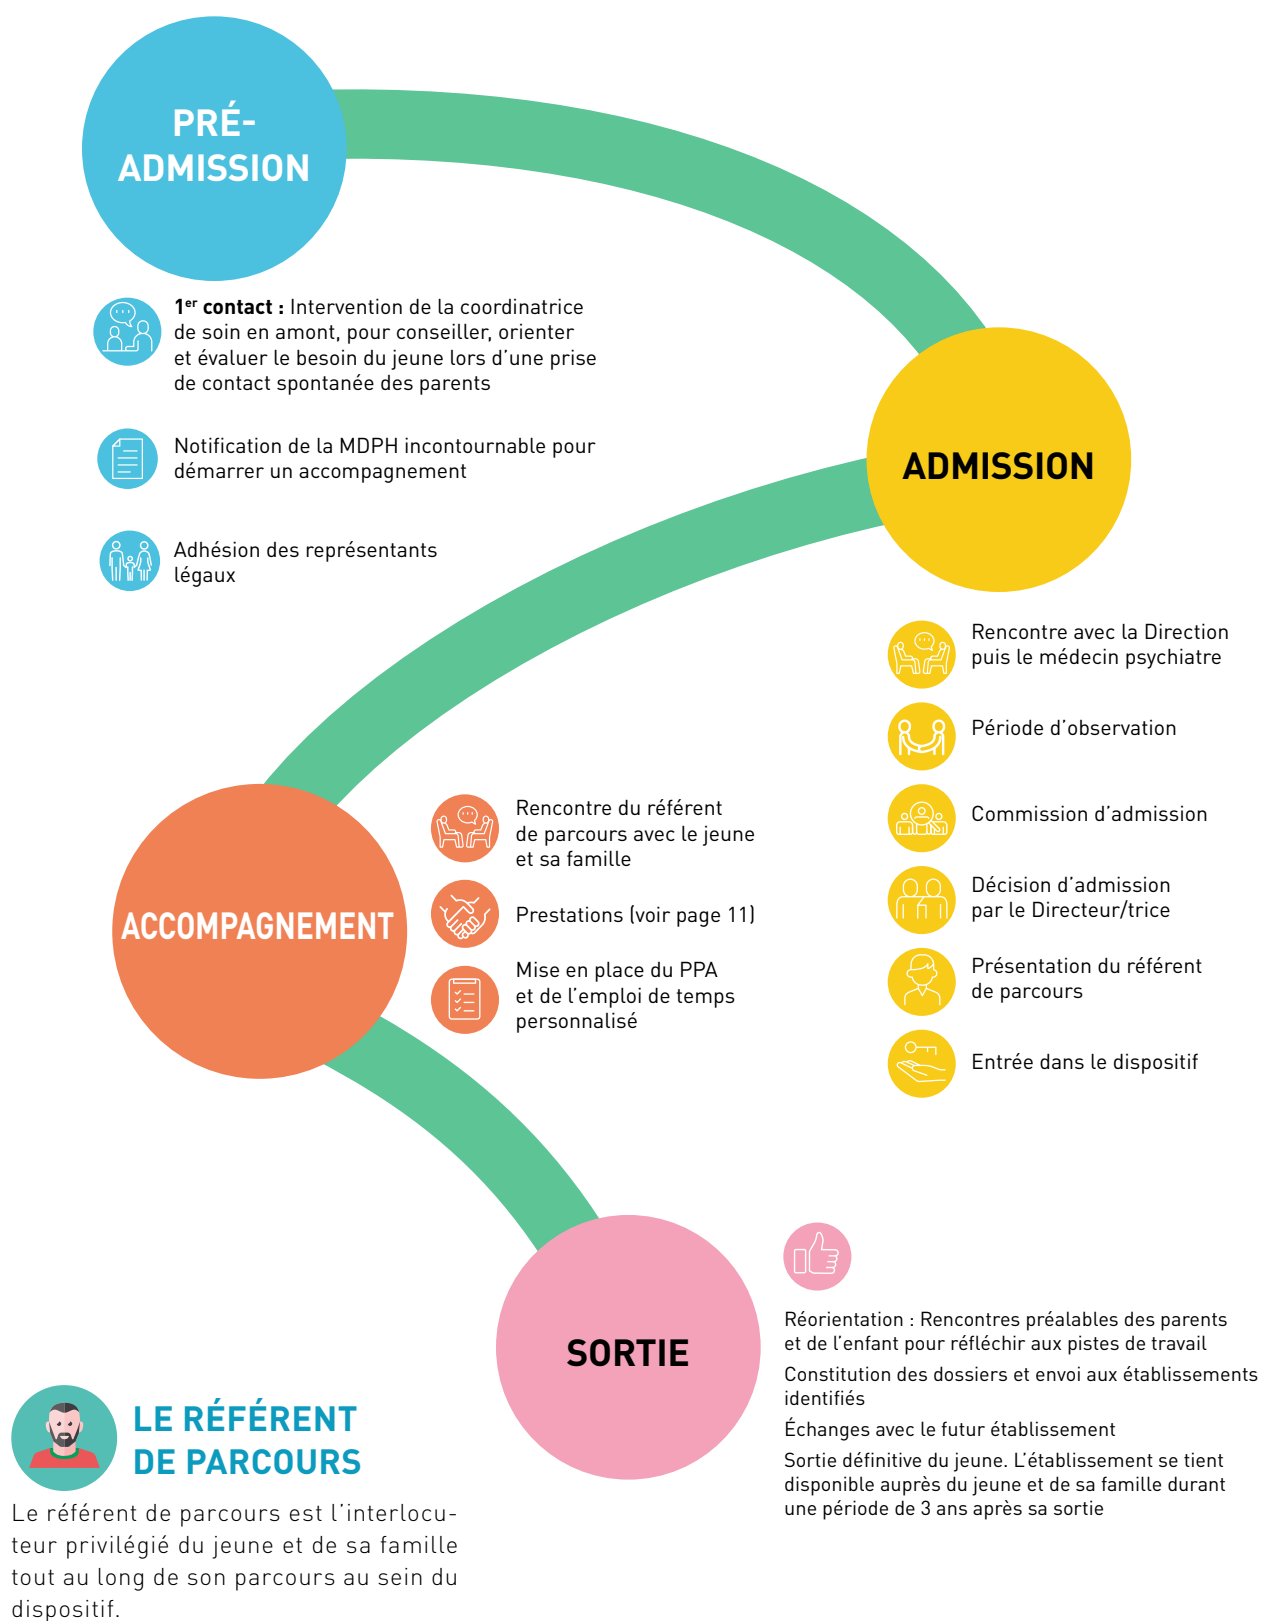 PRÉ-
ADMISSION
1er contact : Intervention de la coordinatrice
de soin en amont, pour conseiller, orienter
et évaluer le besoin du jeune lors d’une prise
de contact spontanée des parents
Notification de la MDPH incontournable pour
démarrer un accompagnement
Adhésion des représentants
légaux
ADMISSION
Rencontre avec la Direction
puis le médecin psychiatre
Période d’observation
Commission d’admission
Décision d’admission
par le Directeur/trice
Présentation du référent
de parcours
Entrée dans le dispositif
ACCOMPAGNEMENT
Rencontre du référent
de parcours avec le jeune
et sa famille
Prestations (voir page 11)
Mise en place du PPA
et de l’emploi de temps
personnalisé
SORTIE
Réorientation : Rencontres préalables des parents
et de l’enfant pour réfléchir aux pistes de travail
Constitution des dossiers et envoi aux établissements
identifiés
Échanges avec le futur établissement
Sortie définitive du jeune. L’établissement se tient
disponible auprès du jeune et de sa famille durant
une période de 3 ans après sa sortie
LE RÉFÉRENT
DE PARCOURS
Le référent de parcours est l’interlocu-
teur privilégié du jeune et de sa famille
tout au long de son parcours au sein du
dispositif.